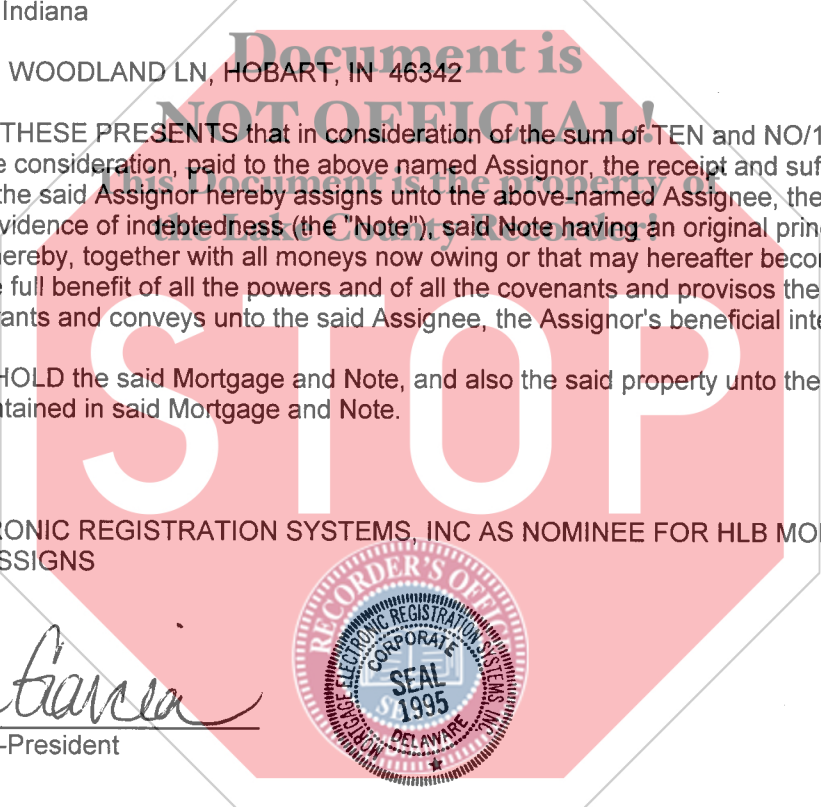 Indiana
Document is
WOODLAND LN, HOBART, IN 46342
NOT OFFICIAL!
THESE PRESENTS that in consideration of the sum of TEN and NO/1
e consideration, paid to the above named Assignor, the receipt and suf
This Document is the property of
the said Assignor hereby assigns unto the above-named Assignee, the
the Lake County Recorder!
vidence of indebtedness (the "Note"), said Note having an original prin
hereby, together with all moneys now owing or that may hereafter becom
e full benefit of all the powers and of all the covenants and provisos the
ants and conveys unto the said Assignee, the Assignor's beneficial inte
STOP
HOLD the said Mortgage and Note, and also the said property unto the
ntained in said Mortgage and Note.
RONIC REGISTRATION SYSTEMS, INC AS NOMINEE FOR HLB MO
SSIGNS
RECORDER'S OFFICE
MORTGAGE ELECTRONIC REGISTRATION SYSTEMS, INC.
CORPORATE
SEAL
1995
DELAWARE
Garcia
-President